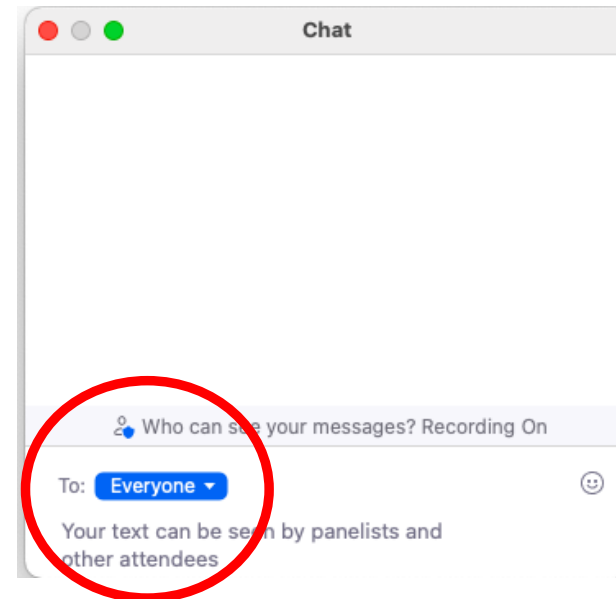 Chat
Who can see your messages? Recording On
To: Everyone
Your text can be seen by panelists and
other attendees